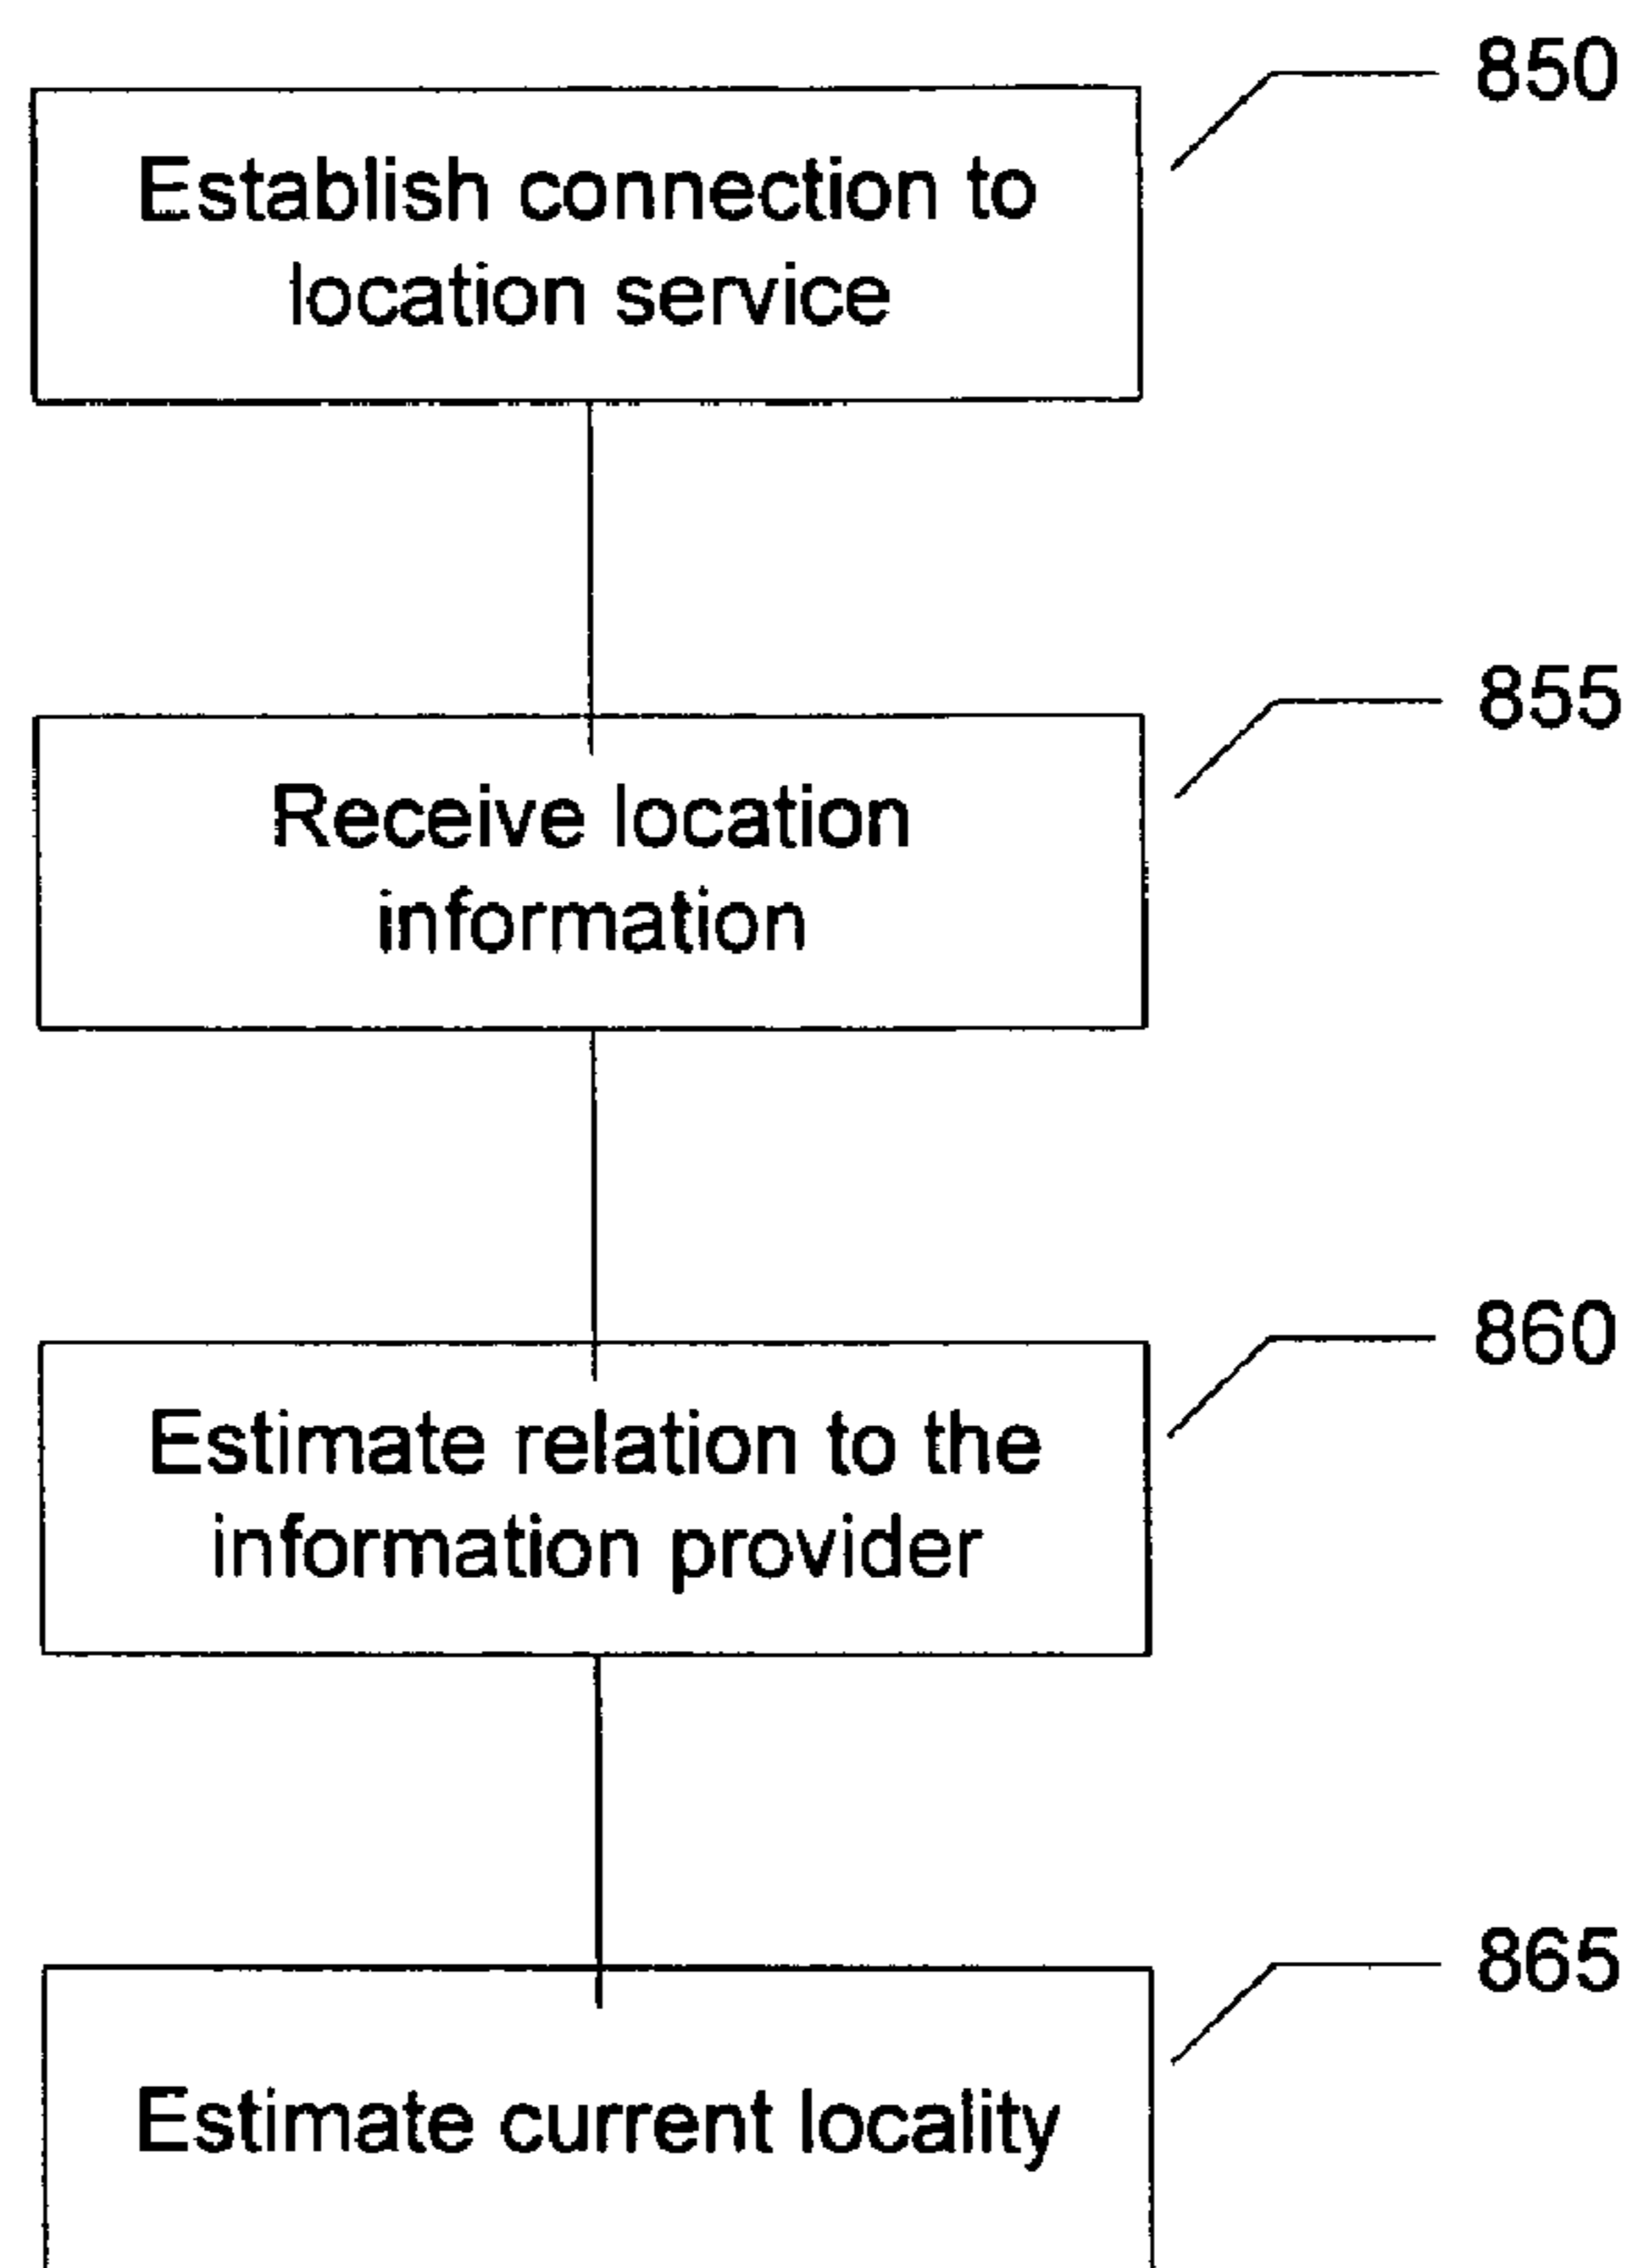 850
Establish connection to
location service
855
Receive location
information
860
Estimate relation to the
information provider
865
Estimate current locality